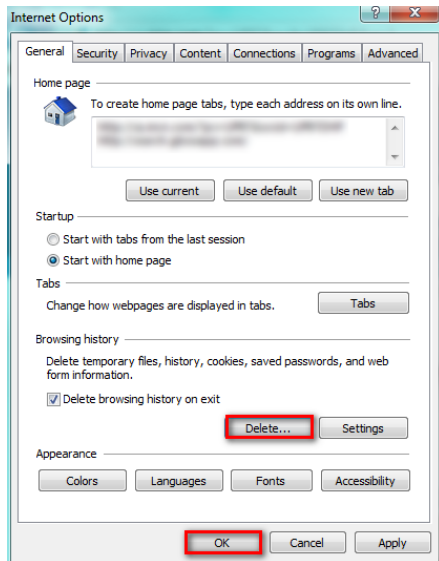 Internet Options
General Security Privacy Content Connections Programs Advanced
Home page
To create home page tabs, type each address on its own line.
Use current Use default Use new tab
Startup
Start with tabs from the last session
Start with home page
Tabs
Change how webpages are displayed in tabs. Tabs
Browsing history
Delete temporary files, history, cookies, saved passwords, and web
form information.
Delete browsing history on exit
Delete... Settings
Appearance
Colors Languages Fonts Accessibility
OK Cancel Apply